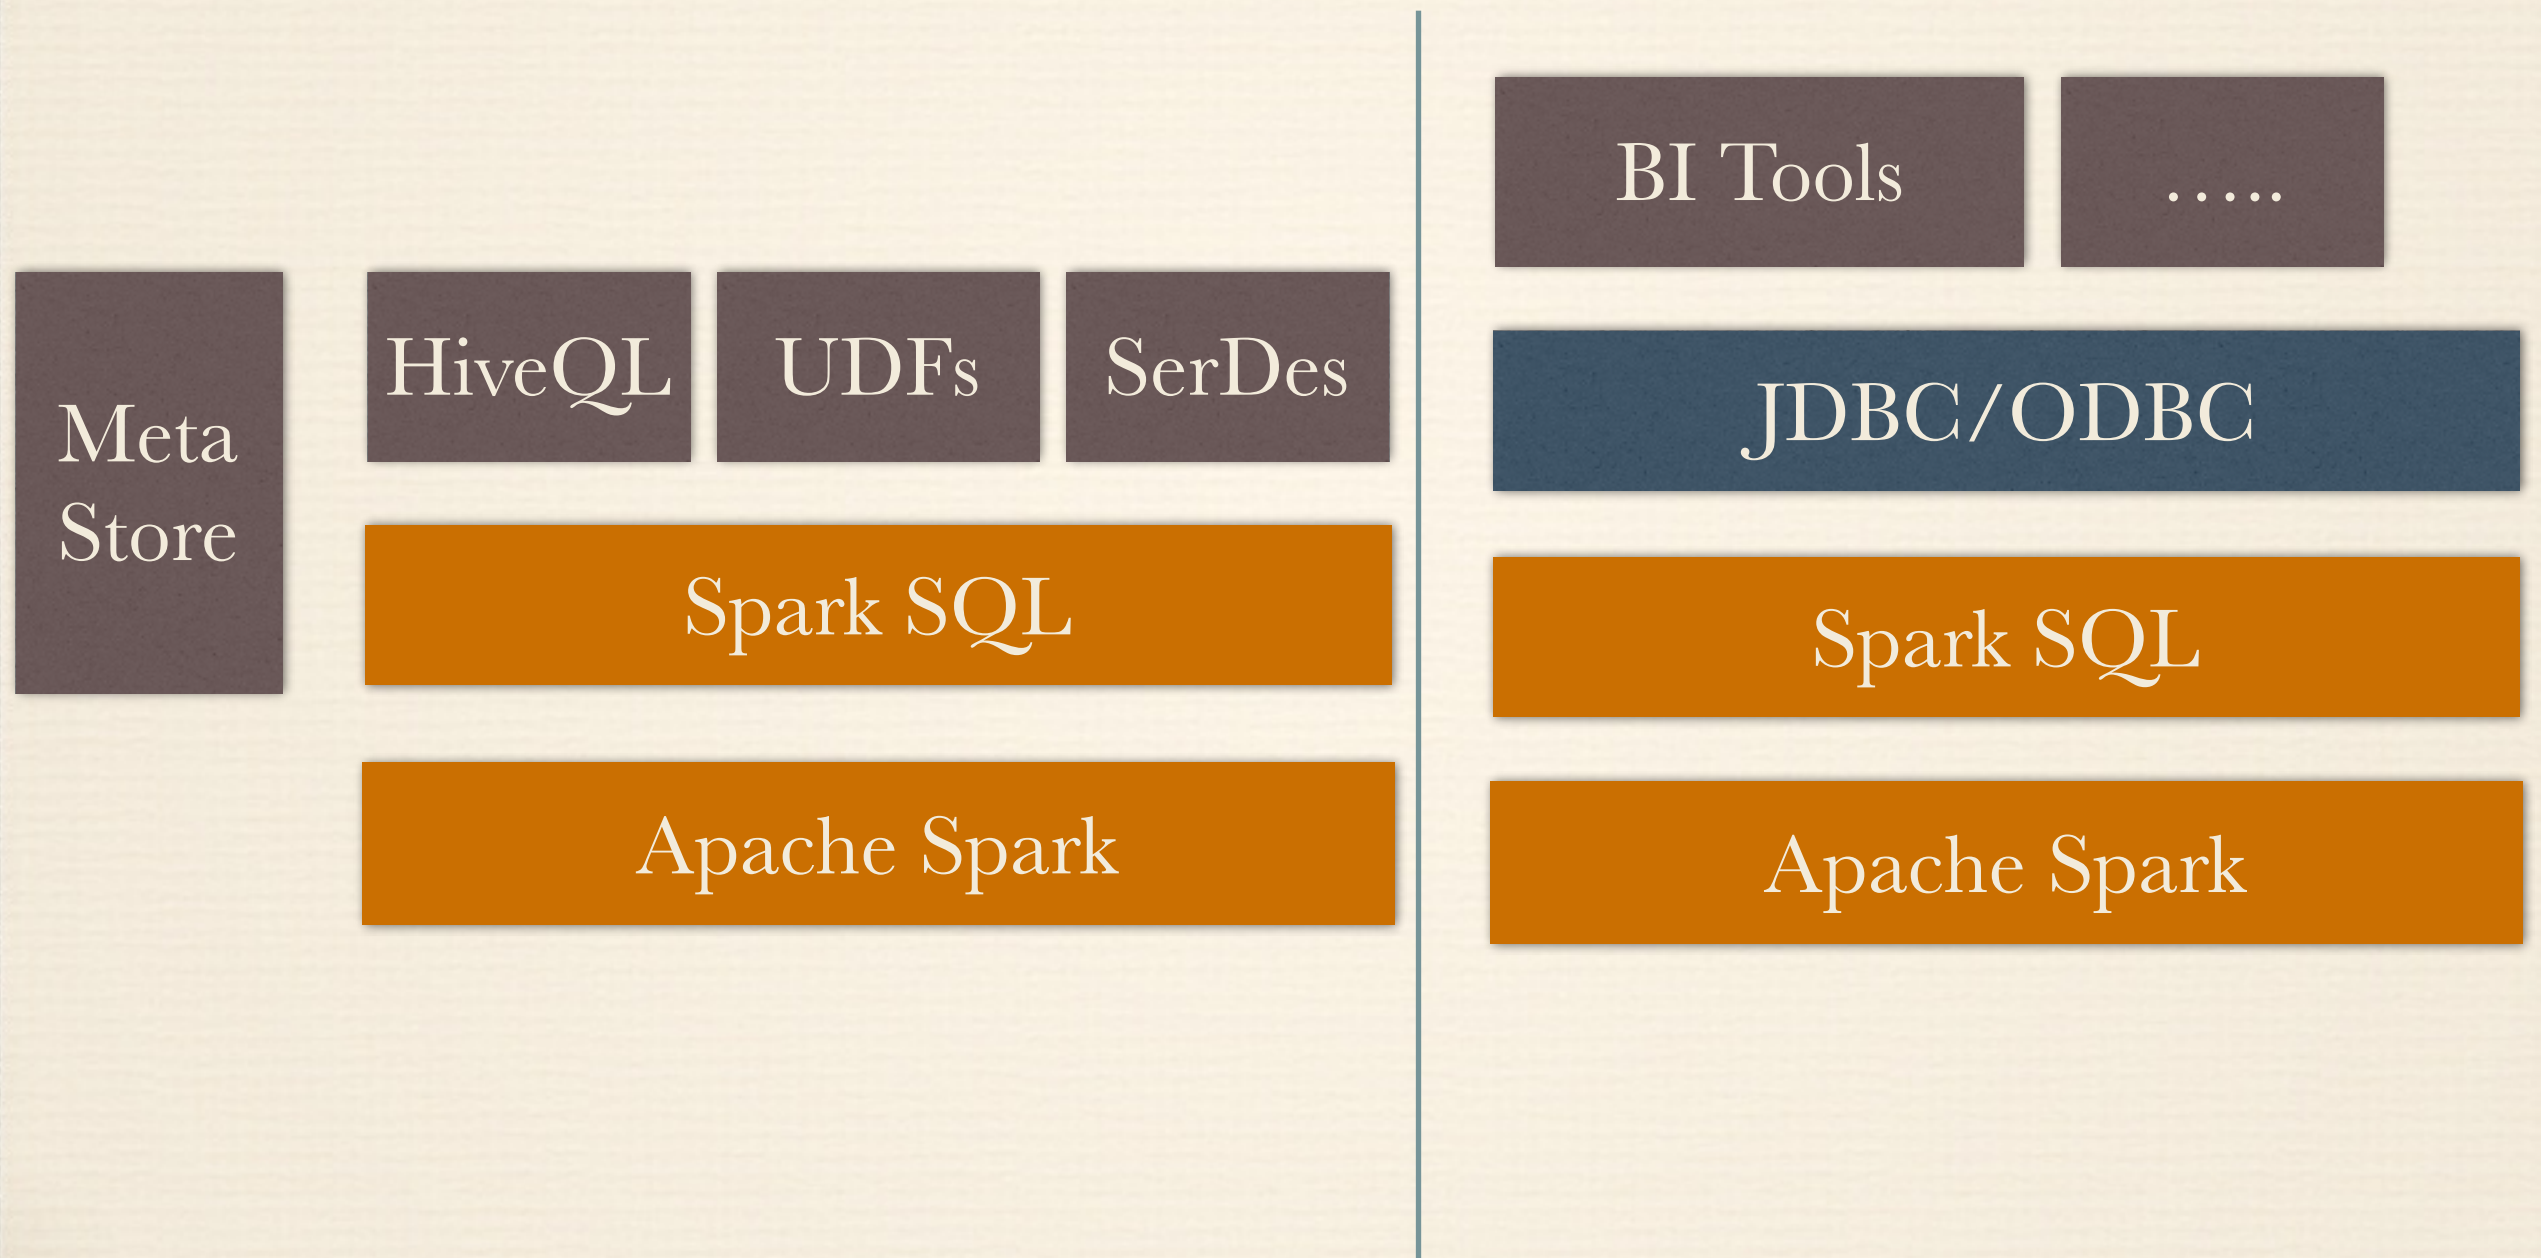 Meta
Store
HiveQL
UDFs
SerDes
Spark SQL
Apache Spark
BI Tools
…..
JDBC/ODBC
Spark SQL
Apache Spark